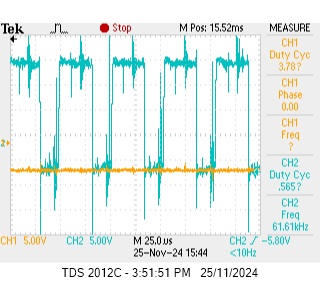 Tek Stop M Pos: 15.52ms MEASURE
CH1
Duty Cyc
3.78?
CH1
Phase
0.00
CH1
Freq
?
2
CH2
Duty Cyc
.565?
CH2
Freq
61.61kHz
CH1 5.00V CH2 5.00V M 25.0us CH2 -5.80V
25-Nov-24 15:44 <10Hz
TDS 2012C - 3:51:51 PM 25/11/2024